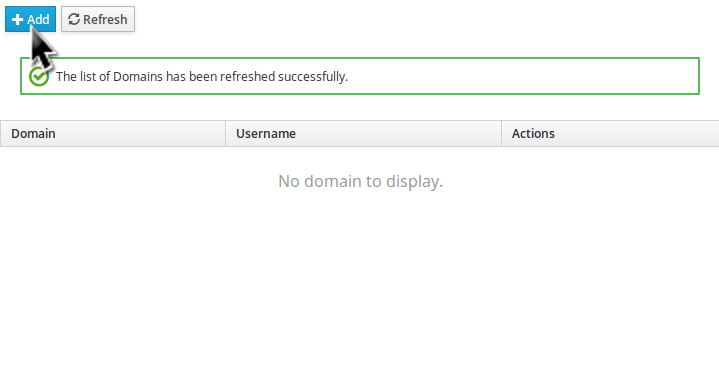 Add Refresh
The list of Domains has been refreshed successfully.
Domain Username Actions
No domain to display.